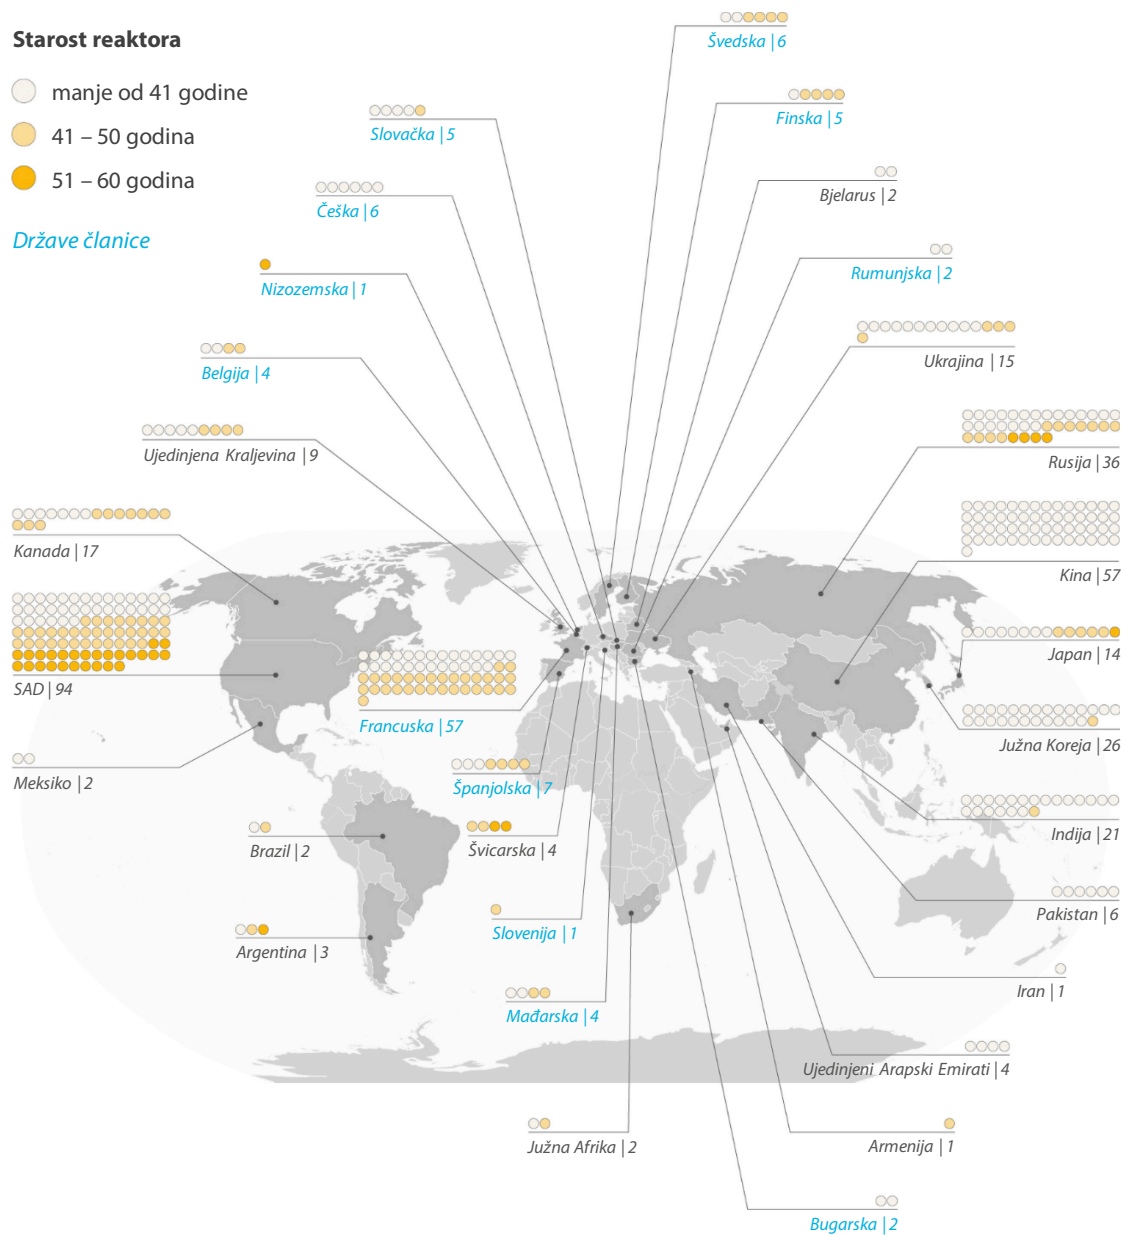 Starost reaktora
manje od 41 godine
41 – 50 godina
51 – 60 godina
Države članice
Švedska | 6
Finska | 5
Slovačka | 5
Bjelarus | 2
Češka | 6
Rumunjska | 2
Nizozemska | 1
Ukrajina | 15
Belgija | 4
Ujedinjena Kraljevina | 9
Rusija | 36
Kanada | 17
Kina | 57
Japan | 14
SAD | 94
Francuska | 57
Južna Koreja | 26
Meksiko | 2
Španjolska | 7
Indija | 21
Brazil | 2
Švicarska | 4
Pakistan | 6
Slovenija | 1
Argentina | 3
Iran | 1
Mađarska | 4
Ujedinjeni Arapski Emirati | 4
Južna Afrika | 2
Armenija | 1
Bugarska | 2